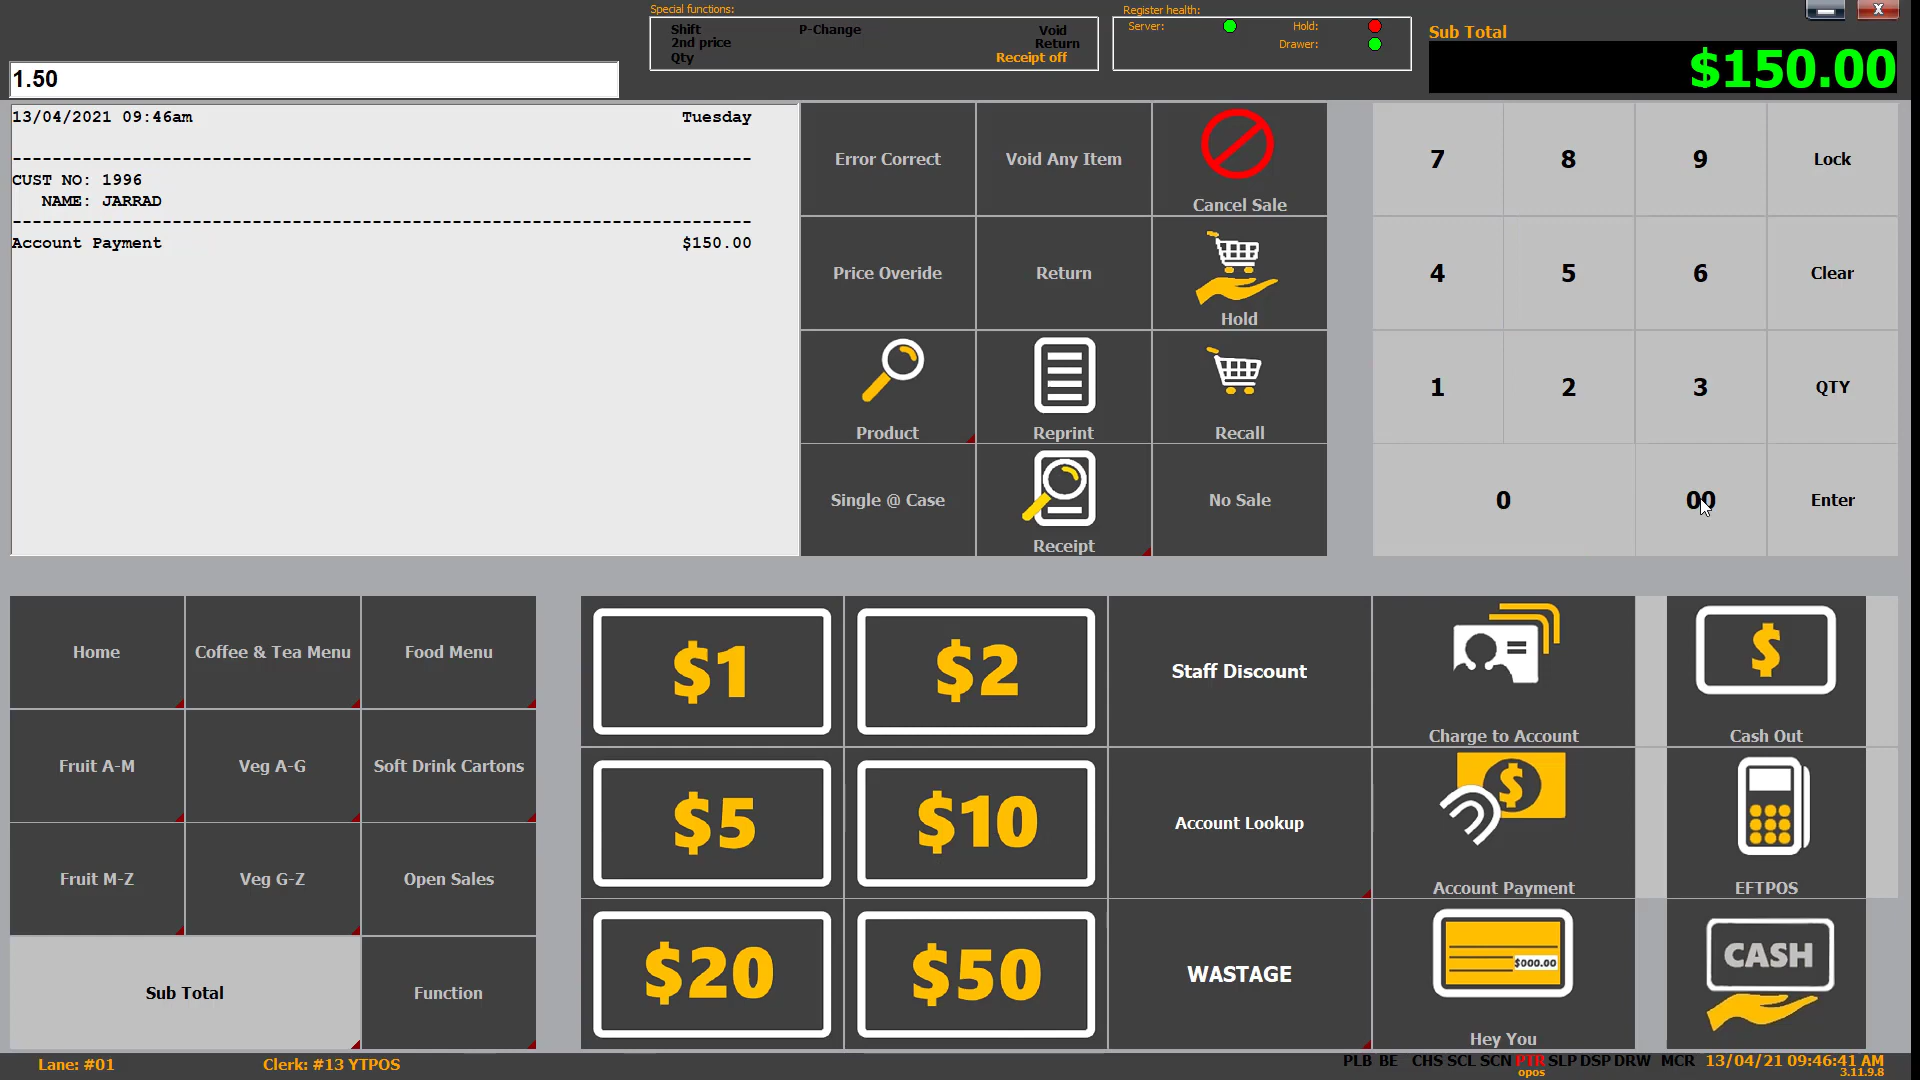 Special functions:
Shift P-Change Void
2nd price Return
Qty Receipt off
Register health:
Server: Hold:
Drawer:
X
Sub Total
$150.00
1.50
13/04/2021 09:46am Tuesday
--------------------------------------------------------------------------
CUST NO: 1996
NAME: JARRAD
--------------------------------------------------------------------------
Account Payment $150.00
Error Correct Void Any Item Cancel Sale
Price Overide Return Hold
Product Reprint Recall
Single @ Case Receipt No Sale
7 8 9 Lock
4 5 6 Clear
1 2 3 QTY
0 00 Enter
Home Coffee & Tea Menu Food Menu
Fruit A-M Veg A-G Soft Drink Cartons
Fruit M-Z Veg G-Z Open Sales
Sub Total Function
$1 $2 Staff Discount
$ Charge to Account Cash Out
$5 $10 Account Lookup
$ Account Payment EFTPOS
$20 $50 WASTAGE
$000.00 CASH
Hey You
Lane: #01 Clerk: #13 YTPOS
PLB BE CHS SCL SCN PTR SLP DSP DRW MCR 13/04/21 09:46:41 AM
opos 3.11.9.8